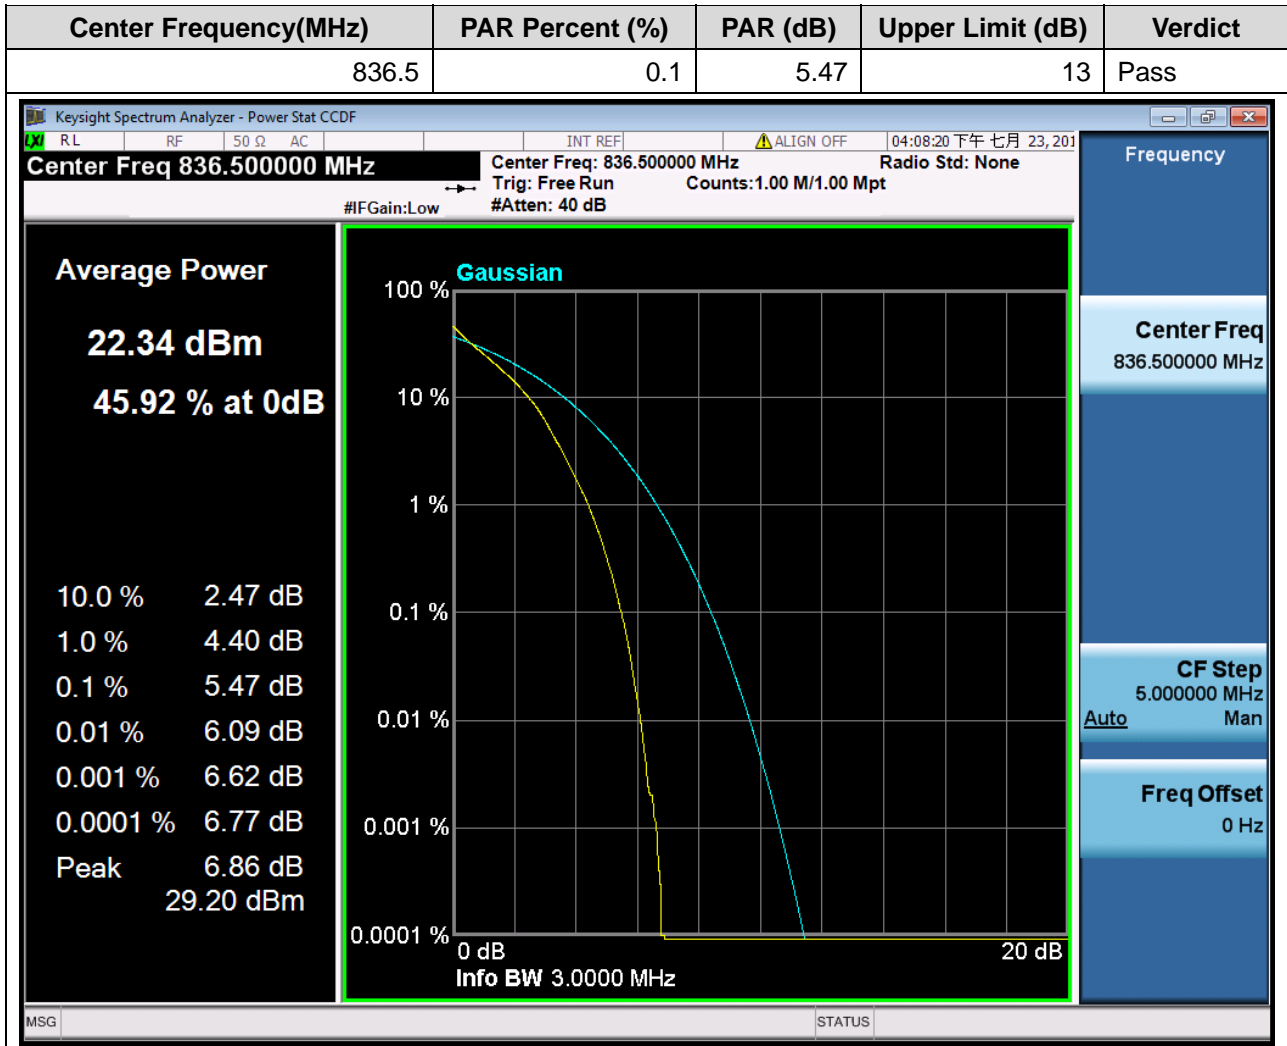 Center Frequency(MHz) PAR Percent (%) PAR (dB) Upper Limit (dB) Verdict
836.5 0.1 5.47 13 Pass
Keysight Spectrum Analyzer - Power Stat CCDF
LXI RL RF 50 Ω AC INT REF ALIGN OFF 04:08:20 下午 七月 23, 201
Center Freq 836.500000 MHz
Center Freq: 836.500000 MHz Radio Std: None
Trig: Free Run Counts:1.00 M/1.00 Mpt
#IFGain:Low #Atten: 40 dB
Frequency
Average Power
22.34 dBm
45.92 % at 0dB
10.0 % 2.47 dB
1.0 % 4.40 dB
0.1 % 5.47 dB
0.01 % 6.09 dB
0.001 % 6.62 dB
0.0001 % 6.77 dB
Peak 6.86 dB
29.20 dBm
Gaussian
100 %
10 %
1 %
0.1 %
0.01 %
0.001 %
0.0001 %
0 dB 20 dB
Info BW 3.0000 MHz
Center Freq
836.500000 MHz
CF Step
5.000000 MHz
Auto Man
Freq Offset
0 Hz
MSG STATUS